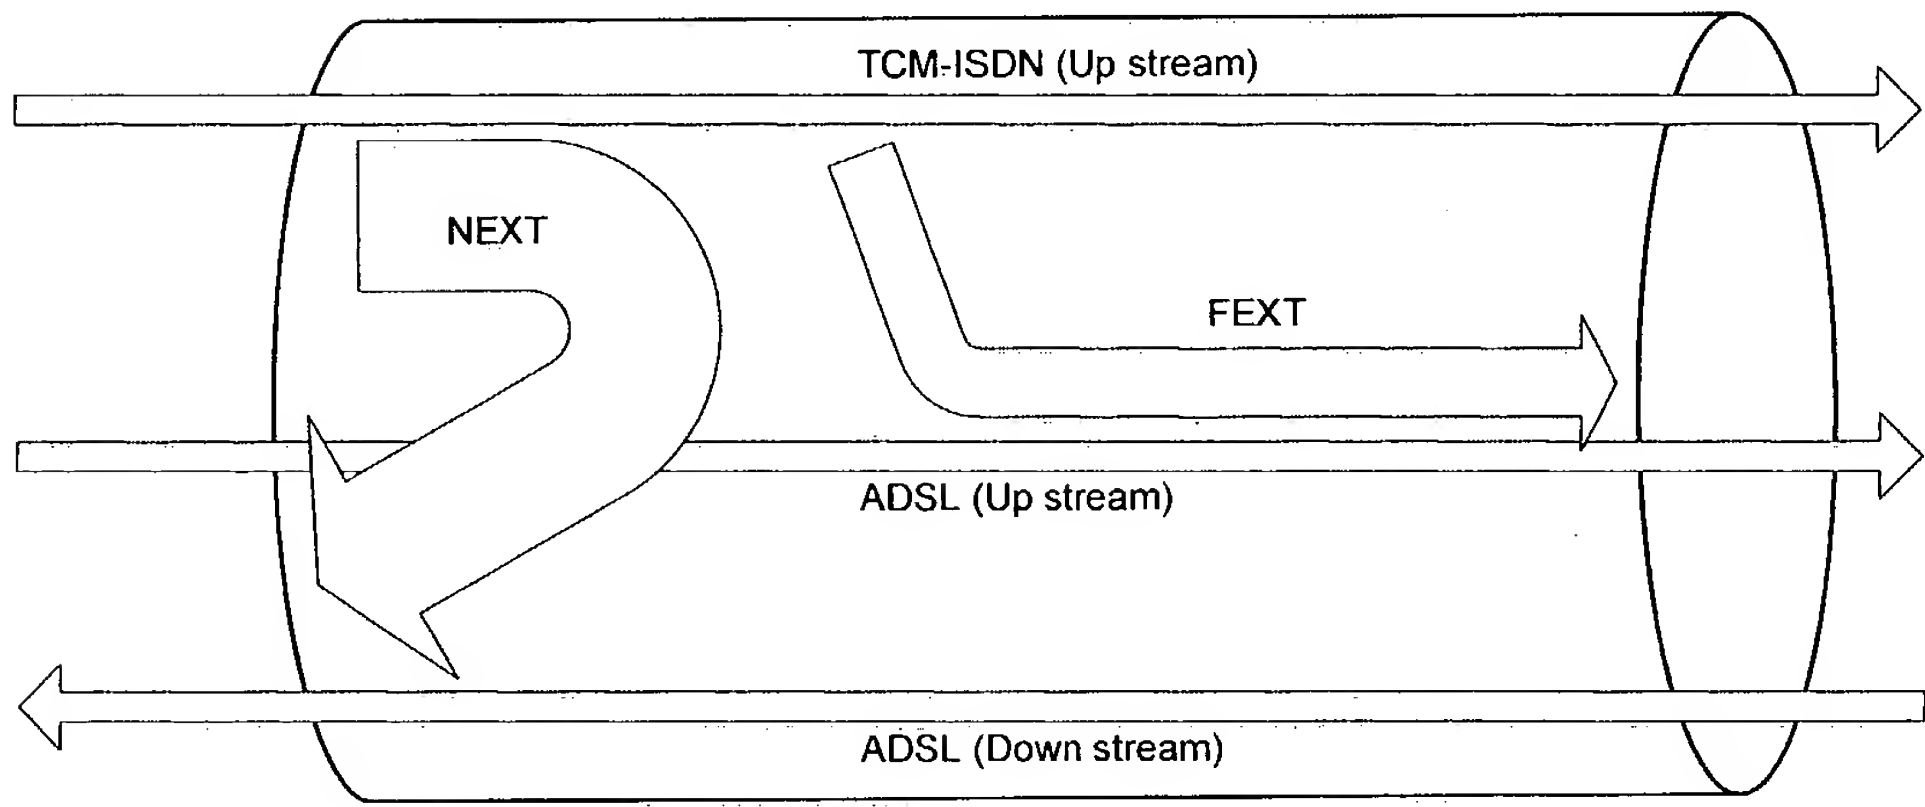 TCM-ISDN (Up stream)
NEXT
FEXT
ADSL (Up stream)
ADSL (Down stream)